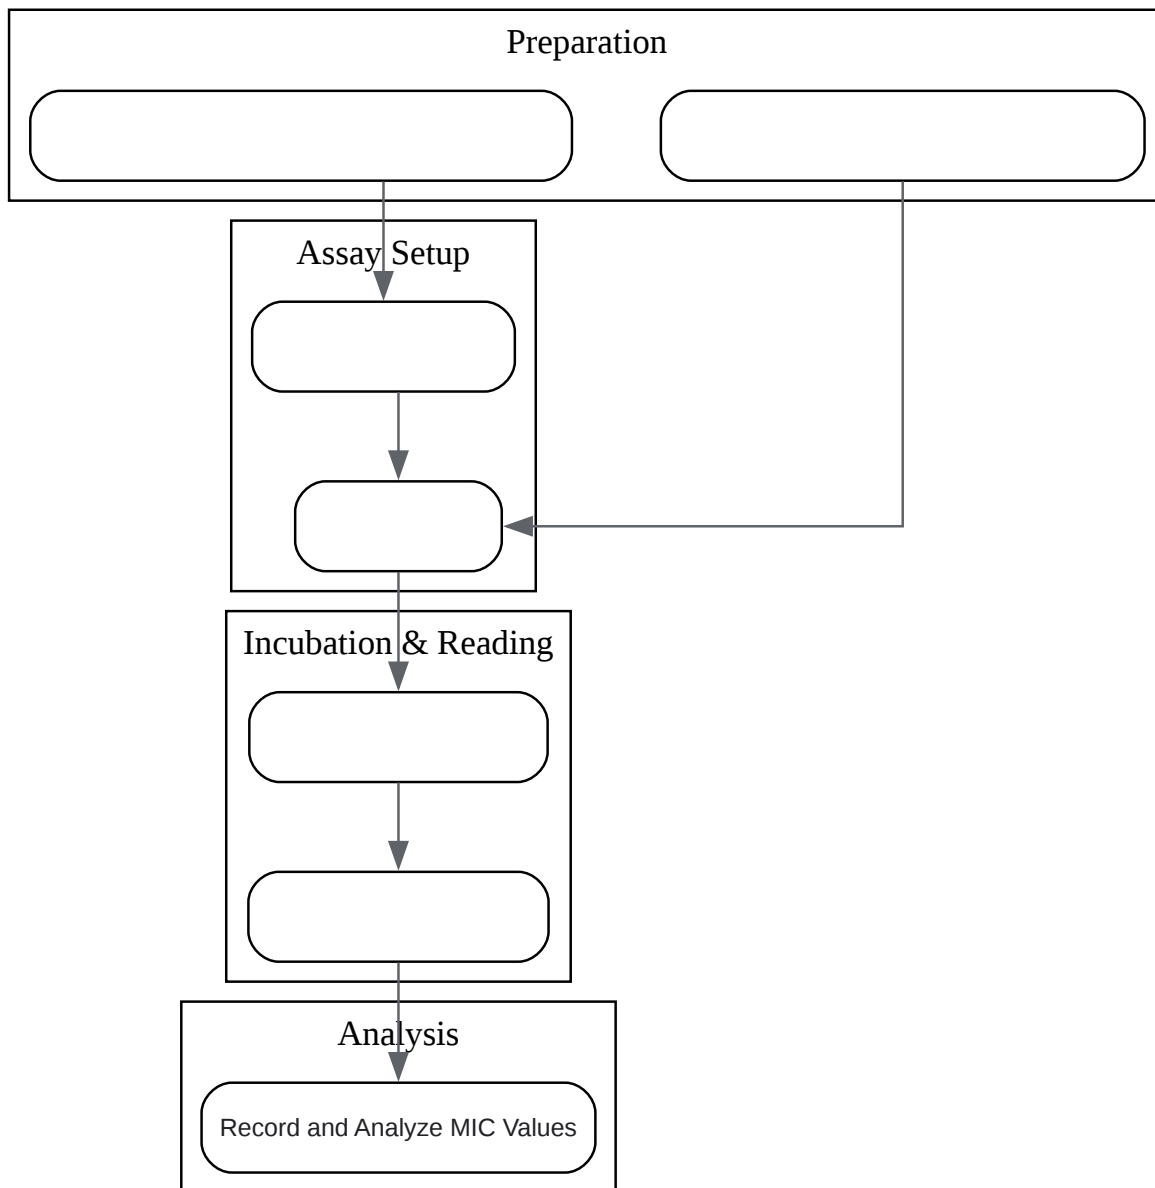 Preparation
Assay Setup
Incubation & Reading
Analysis
Record and Analyze MIC Values